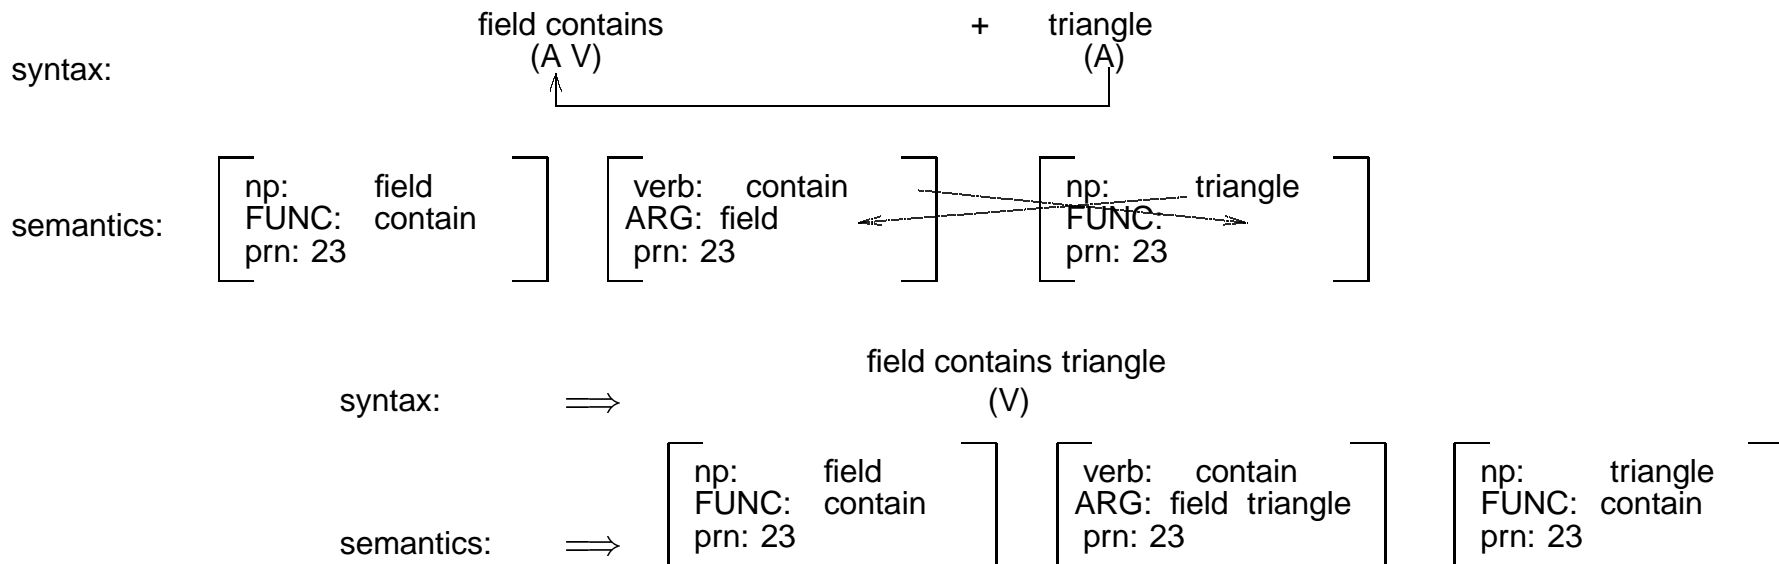 field contains + triangle
syntax: (A V) (A)
np: field verb: contain np: triangle
semantics: FUNC: contain ARG: field FUNC:
prn: 23 prn: 23 prn: 23
field contains triangle
syntax: ⟹ (V)
np: field verb: contain np: triangle
FUNC: contain ARG: field triangle FUNC: contain
semantics: ⟹ prn: 23 prn: 23 prn: 23